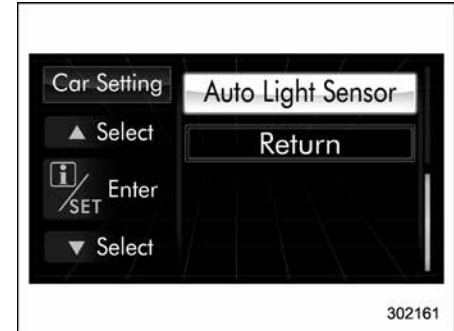 Car Setting
Auto Light Sensor
▲ Select
Return
i/SET Enter
▼ Select
302161